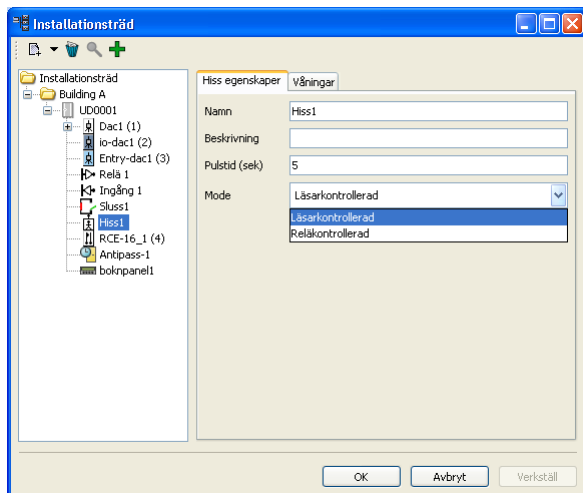 Installationsträd
Installationsträd
Building A
UD0001
Dac1 (1)
io-dac1 (2)
Entry-dac1 (3)
Relä 1
Ingång 1
Sluss1
Hiss1
RCE-16_1 (4)
Antipass-1
boknpanel1
Hiss egenskaper
Våningar
Namn
Hiss1
Beskrivning
Pulstid (sek)
5
Mode
Läsarkontrollerad
Läsarkontrollerad
Reläkontrollerad
OK
Avbryt
Verkställ